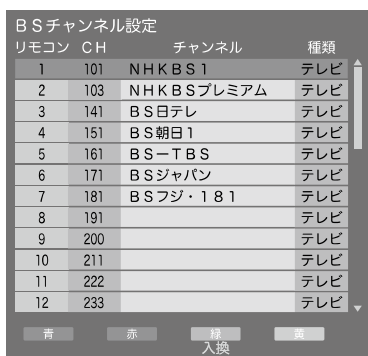 ＢＳチャンネル設定
リモコン ＣＨ チャンネル 種類
1 101 ＮＨＫＢＳ１ テレビ
2 103 ＮＨＫＢＳプレミアム テレビ
3 141 ＢＳ日テレ テレビ
4 151 ＢＳ朝日１ テレビ
5 161 ＢＳ－ＴＢＳ テレビ
6 171 ＢＳジャパン テレビ
7 181 ＢＳフジ・１８１ テレビ
8 191 テレビ
9 200 テレビ
10 211 テレビ
11 222 テレビ
12 233 テレビ
青 赤 緑 黄
入換